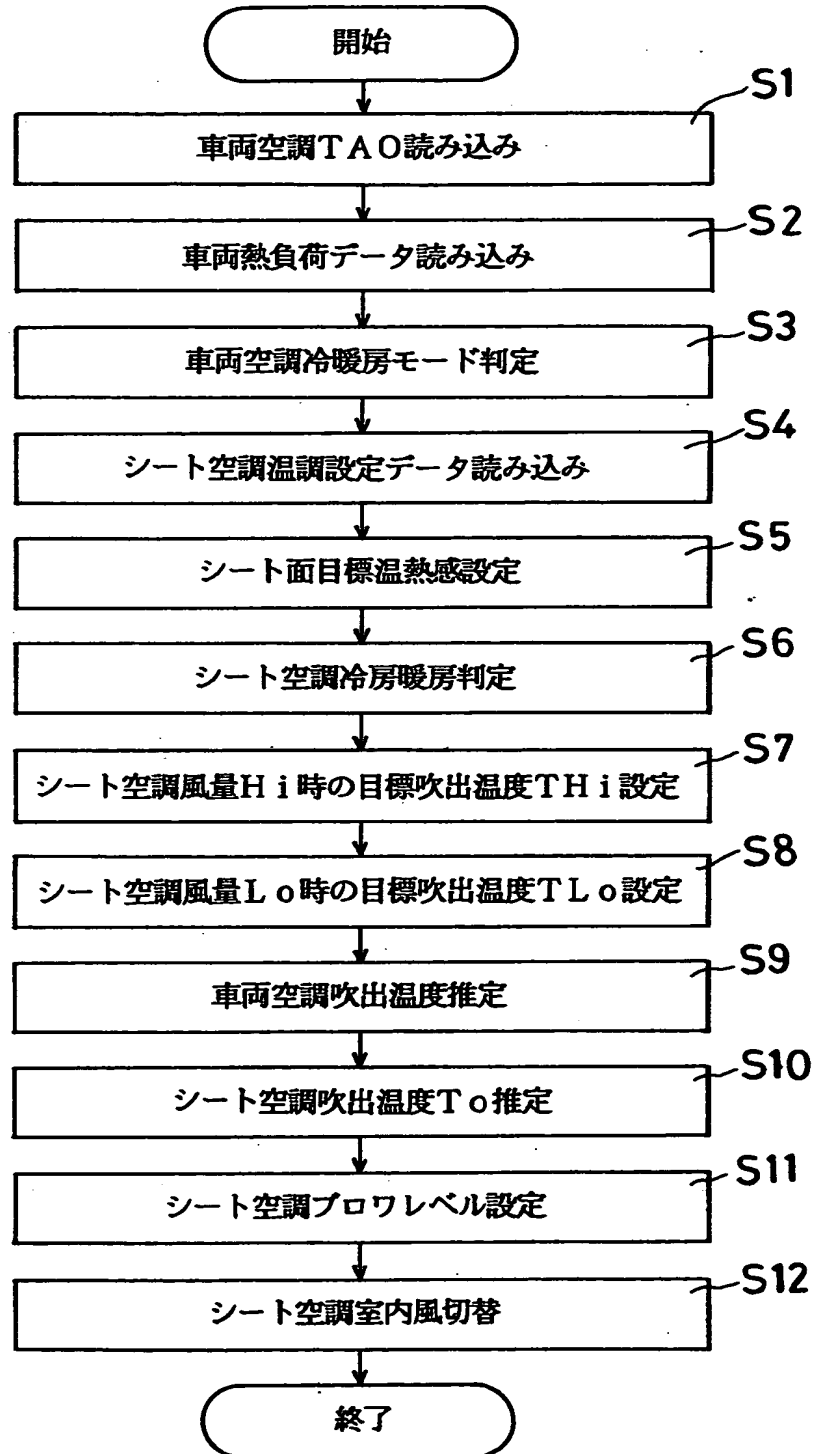 開始
S1
車両空調TAO読み込み
S2
車両熱負荷データ読み込み
S3
車両空調冷暖房モード判定
S4
シート空調温調設定データ読み込み
S5
シート面目標温熱感設定
S6
シート空調冷房暖房判定
S7
シート空調風量Hi時の目標吹出温度THi設定
S8
シート空調風量Lo時の目標吹出温度TLo設定
S9
車両空調吹出温度推定
S10
シート空調吹出温度To推定
S11
シート空調ブロワレベル設定
S12
シート空調室内風切替
終了